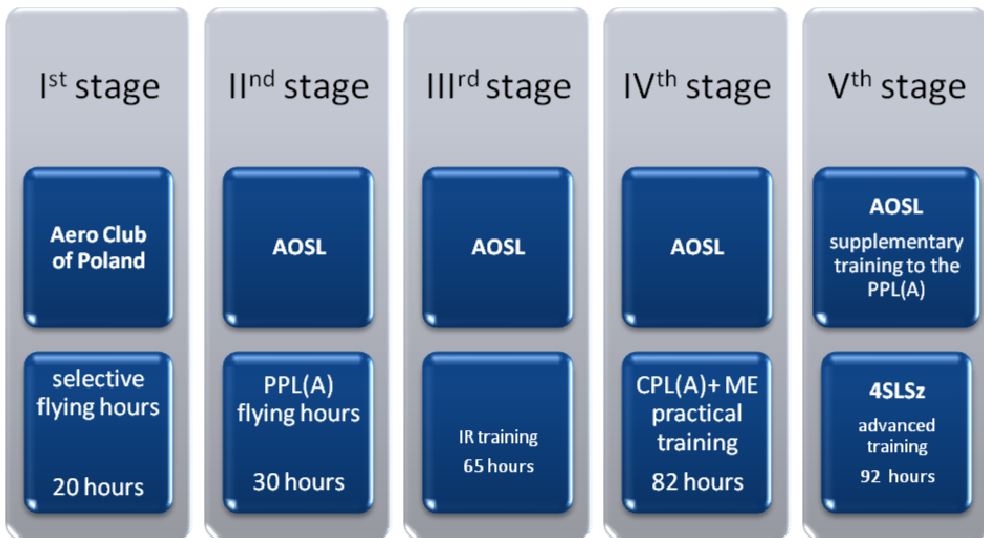 Ist stage
Aero Club
of Poland
selective
flying hours
20 hours
IInd stage
AOSL
PPL(A)
flying hours
30 hours
IIIrd stage
AOSL
IR training
65 hours
IVth stage
AOSL
CPL(A)+ ME
practical
training
82 hours
Vth stage
AOSL
supplementary
training to the
PPL(A)
4SLSz
advanced
training
92 hours